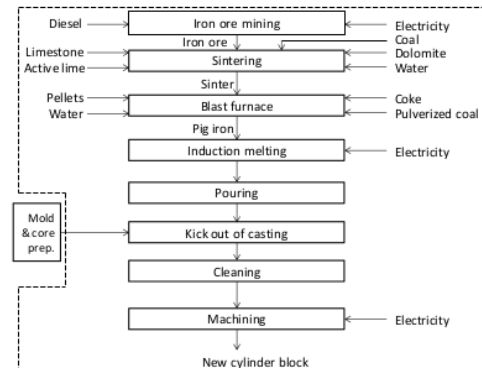 Diesel
Iron ore mining
Electricity
Iron ore
Coal
Limestone
Dolomite
Sintering
Active lime
Water
Sinter
Pellets
Coke
Blast furnace
Water
Pulverized coal
Pig iron
Induction melting
Electricity
Pouring
Mold
& core
prep.
Kick out of casting
Cleaning
Machining
Electricity
New cylinder block